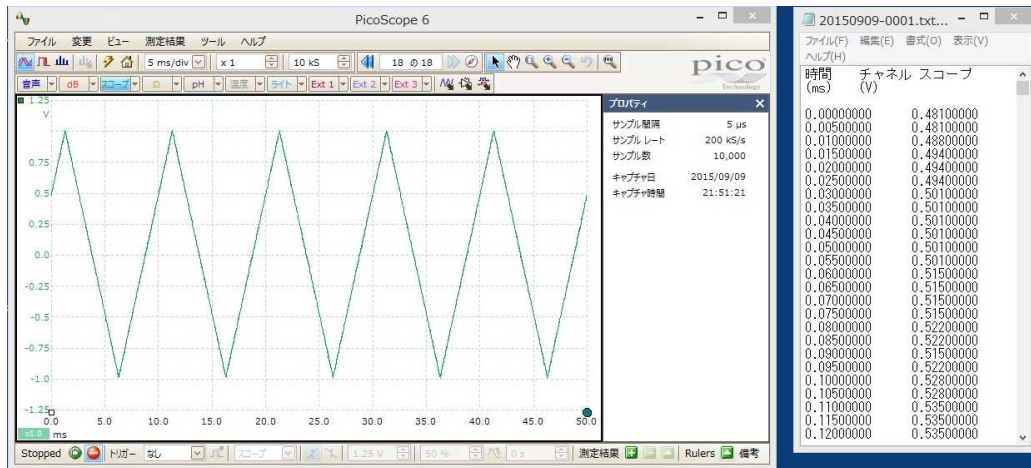 PicoScope 6
ファイル 変更 ビュー 測定結果 ツール ヘルプ
5 ms/div x 1 10 kS 18 の 18
pico
Technology
音声 dB スコープ Ω pH 温度 ライト Ext 1 Ext 2 Ext 3
1.25
V
0.75
0.5
0.25
0.0
-0.25
-0.5
-0.75
-1.0
-1.25
0.0 5.0 10.0 15.0 20.0 25.0 30.0 35.0 40.0 45.0 50.0
x1.0 ms
プロパティ
サンプル間隔 5 µs
サンプル レート 200 kS/s
サンプル数 10,000
キャプチャ日 2015/09/09
キャプチャ時間 21:51:21
Stopped トリガー なし スコープ 1.25 V 50 % 0 s 測定結果 Rulers 備考
20150909-0001.txt...
ファイル(F) 編集(E) 書式(O) 表示(V)
ヘルプ(H)
時間 チャネル スコープ
(ms) (V)
0.00000000 0.48100000
0.00500000 0.48100000
0.01000000 0.48800000
0.01500000 0.49400000
0.02000000 0.49400000
0.02500000 0.49400000
0.03000000 0.50100000
0.03500000 0.50100000
0.04000000 0.50100000
0.04500000 0.50100000
0.05000000 0.50100000
0.05500000 0.50100000
0.06000000 0.51500000
0.06500000 0.51500000
0.07000000 0.51500000
0.07500000 0.51500000
0.08000000 0.52200000
0.08500000 0.52200000
0.09000000 0.51500000
0.09500000 0.52200000
0.10000000 0.52800000
0.10500000 0.52800000
0.11000000 0.53500000
0.11500000 0.53500000
0.12000000 0.53500000